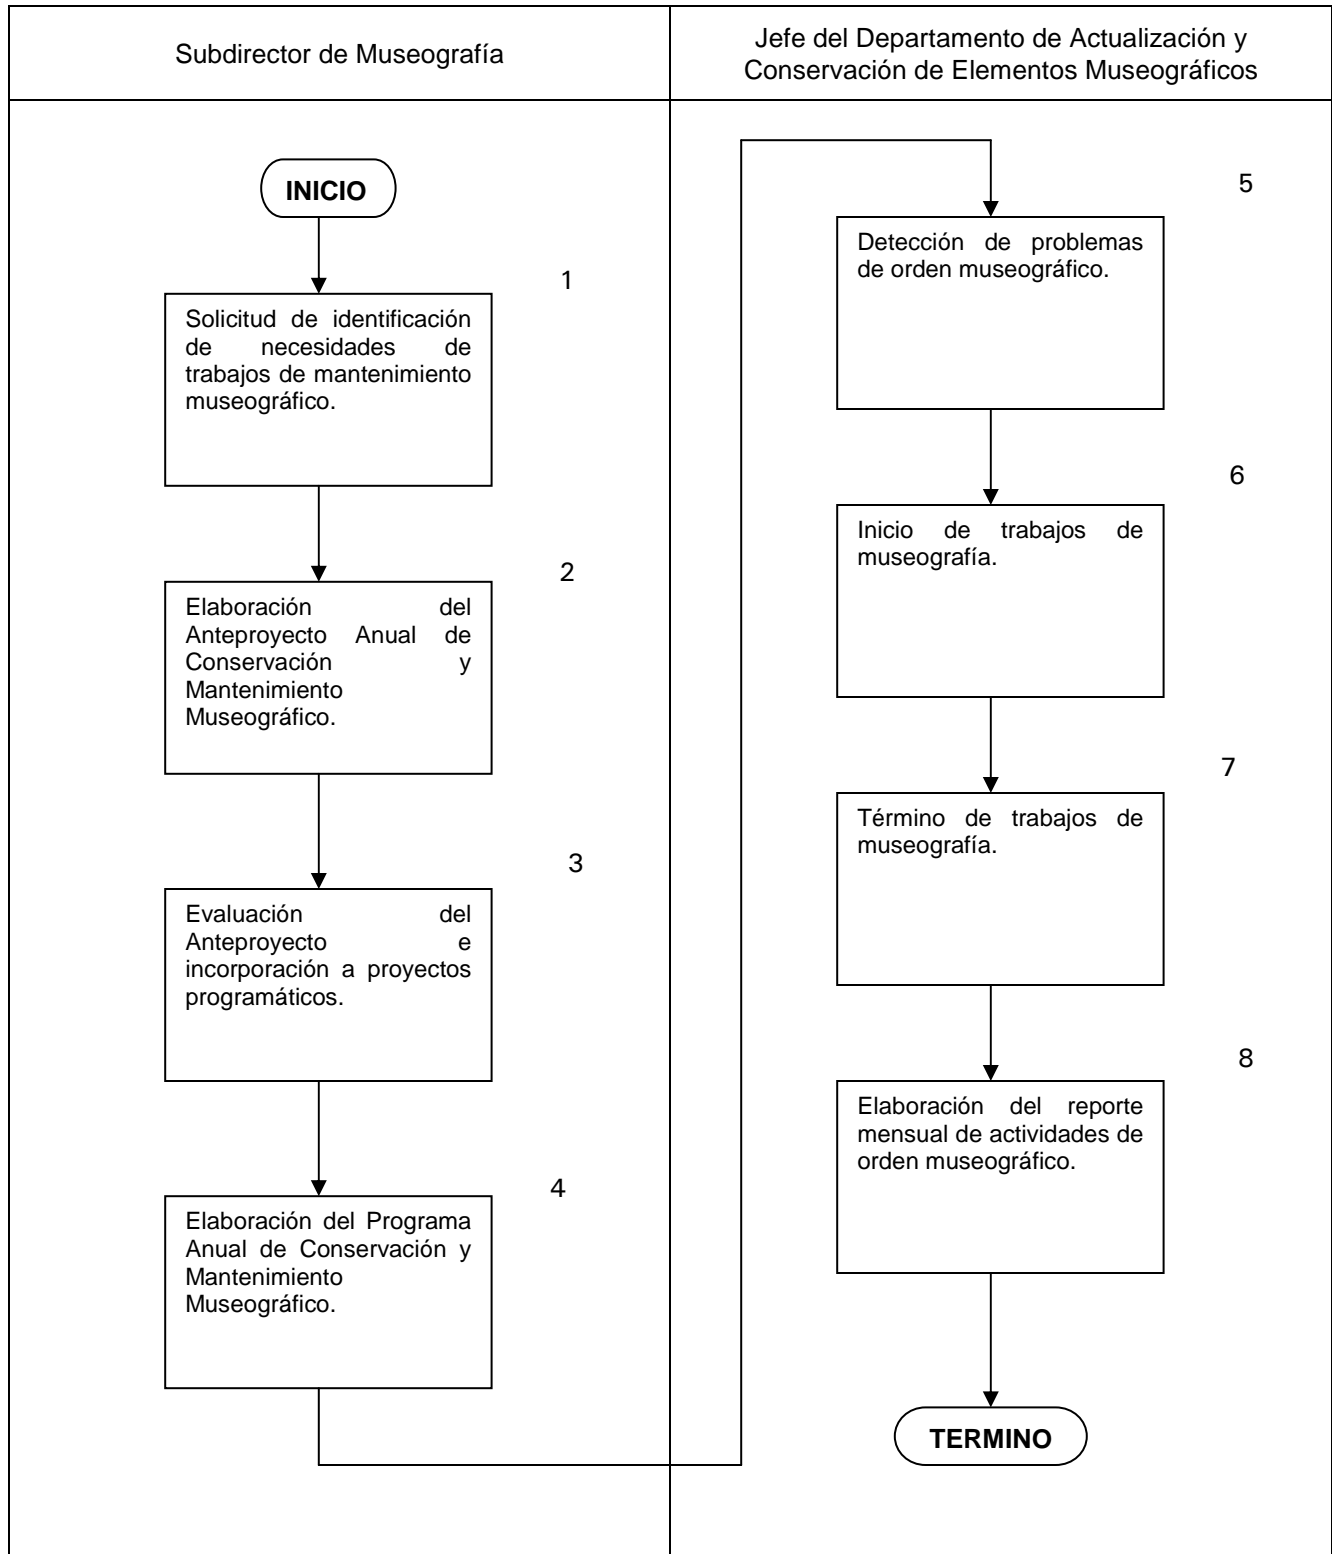 Subdirector de Museografía
Jefe del Departamento de Actualización y
Conservación de Elementos Museográficos
INICIO
1
Solicitud de identificación
de necesidades de
trabajos de mantenimiento
museográfico.
2
Elaboración del
Anteproyecto Anual de
Conservación y
Mantenimiento
Museográfico.
3
Evaluación del
Anteproyecto e
incorporación a proyectos
programáticos.
4
Elaboración del Programa
Anual de Conservación y
Mantenimiento
Museográfico.
5
Detección de problemas
de orden museográfico.
6
Inicio de trabajos de
museografía.
7
Término de trabajos de
museografía.
8
Elaboración del reporte
mensual de actividades de
orden museográfico.
TERMINO